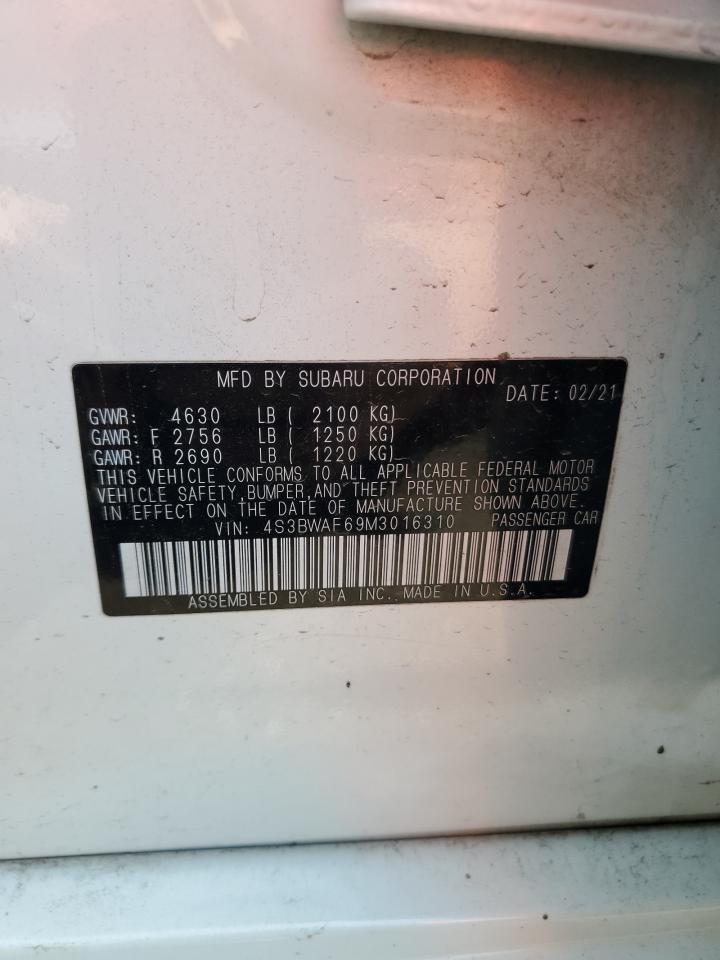 MFD BY SUBARU CORPORATION
DATE: 02/21
GVWR: 4630 LB ( 2100 KG)
GAWR: F 2756 LB ( 1250 KG)
GAWR: R 2690 LB ( 1220 KG)
THIS VEHICLE CONFORMS TO ALL APPLICABLE FEDERAL MOTOR
VEHICLE SAFETY,BUMPER,AND THEFT PREVENTION STANDARDS
IN EFFECT ON THE DATE OF MANUFACTURE SHOWN ABOVE.
VIN: 4S3BWAF69M3016310 PASSENGER CAR
ASSEMBLED BY SIA INC. MADE IN U.S.A.